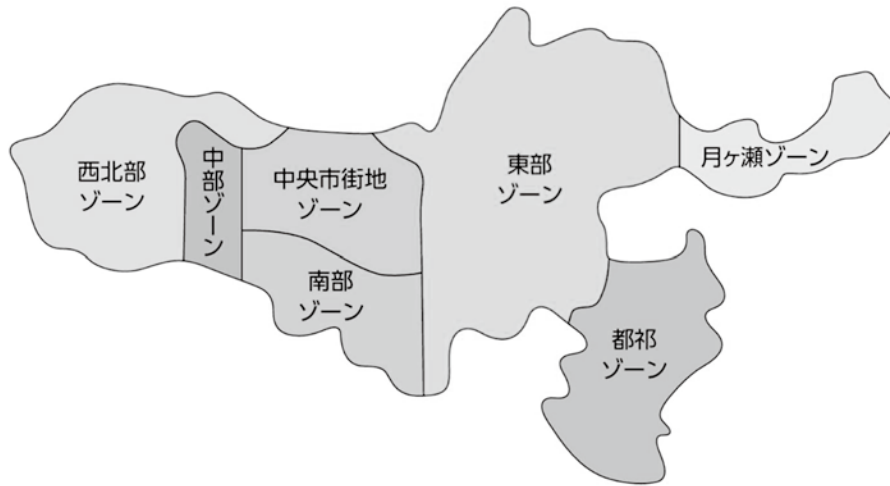 西北部
ゾーン
中部ゾーン
中央市街地
ゾーン
南部
ゾーン
東部
ゾーン
月ヶ瀬ゾーン
都祁
ゾーン